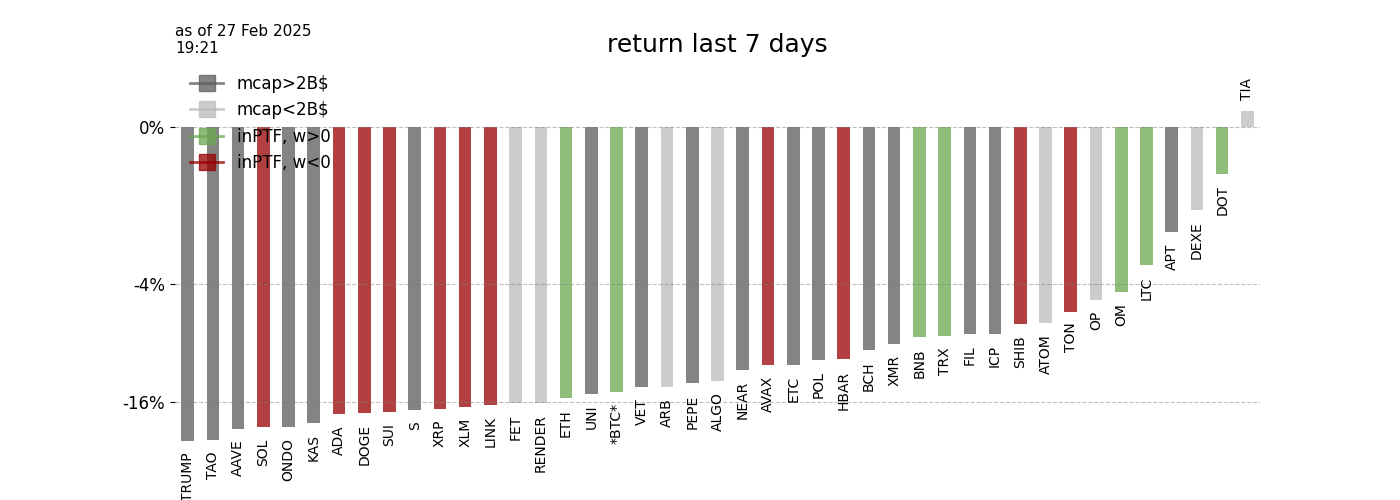 as of 27 Feb 2025
19:21
return last 7 days
mcap>2B$
mcap<2B$
inPTF, w>0
inPTF, w<0
0%
-4%
-16%
TRUMP
TAO
AAVE
SOL
ONDO
KAS
ADA
DOGE
SUI
S
XRP
XLM
LINK
FET
RENDER
ETH
UNI
*BTC*
VET
ARB
PEPE
ALGO
NEAR
AVAX
ETC
POL
HBAR
BCH
XMR
BNB
TRX
FIL
ICP
SHIB
ATOM
TON
OP
OM
LTC
APT
DEXE
DOT
TIA